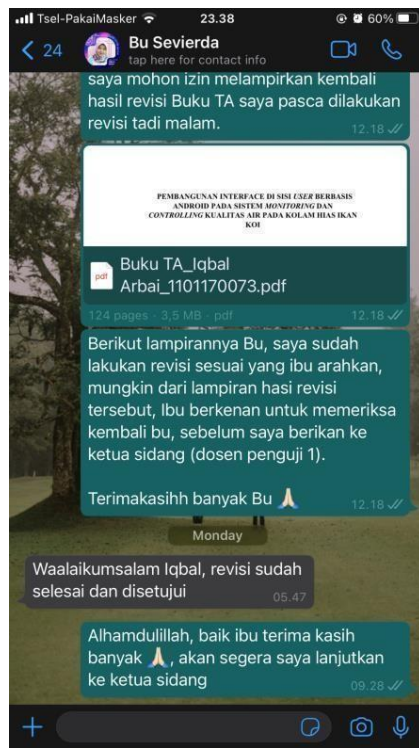 Tsel-PakaiMasker
23.38
60%
24
Bu Sevierda
tap here for contact info
saya mohon izin melampirkan kembali
hasil revisi Buku TA saya pasca dilakukan
revisi tadi malam.
12.18
PEMBANGUNAN INTERFACE DI SISI USER BERBASIS
ANDROID PADA SISTEM MONITORING DAN
CONTROLLING KUALITAS AIR PADA KOLAM HIAS IKAN
KOI
pdf
Buku TA_Iqbal
Arbai_1101170073.pdf
124 pages • 3,5 MB • pdf
12.18
Berikut lampirannya Bu, saya sudah
lakukan revisi sesuai yang ibu arahkan,
mungkin dari lampiran hasi revisi
tersebut, Ibu berkenan untuk memeriksa
kembali bu, sebelum saya berikan ke
ketua sidang (dosen penguji 1).
Terimakasihh banyak Bu 🙏🏻
12.18
Monday
Waalaikumsalam Iqbal, revisi sudah
selesai dan disetujui
05.47
Alhamdulillah, baik ibu terima kasih
banyak 🙏🏻, akan segera saya lanjutkan
ke ketua sidang
09.28